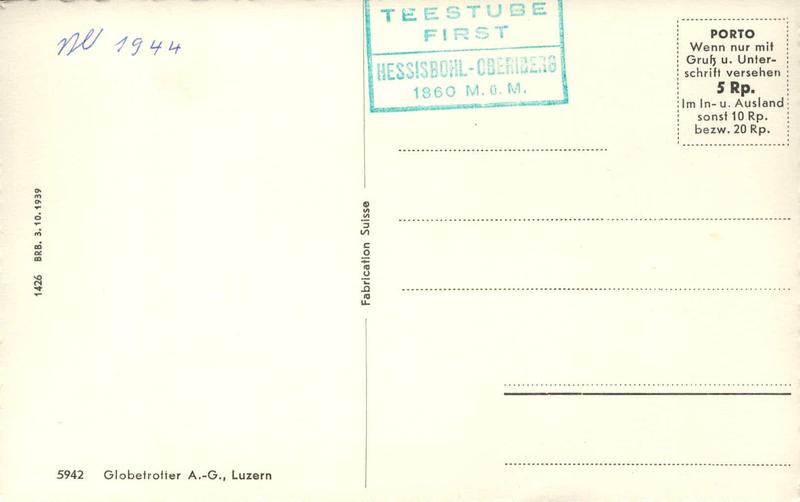 1944
TEESTUBE
FIRST
HESSISBOHL-OBERIBERG
1860 M.ü.M.
PORTO
Wenn nur mit
Gruß u. Unter-
schrift versehen
5 Rp.
Im In- u. Ausland
sonst 10 Rp.
bezw. 20 Rp.
1426 BRB. 3.10.1939
Fabrication Suisse
5942 Globetrotter A.-G., Luzern